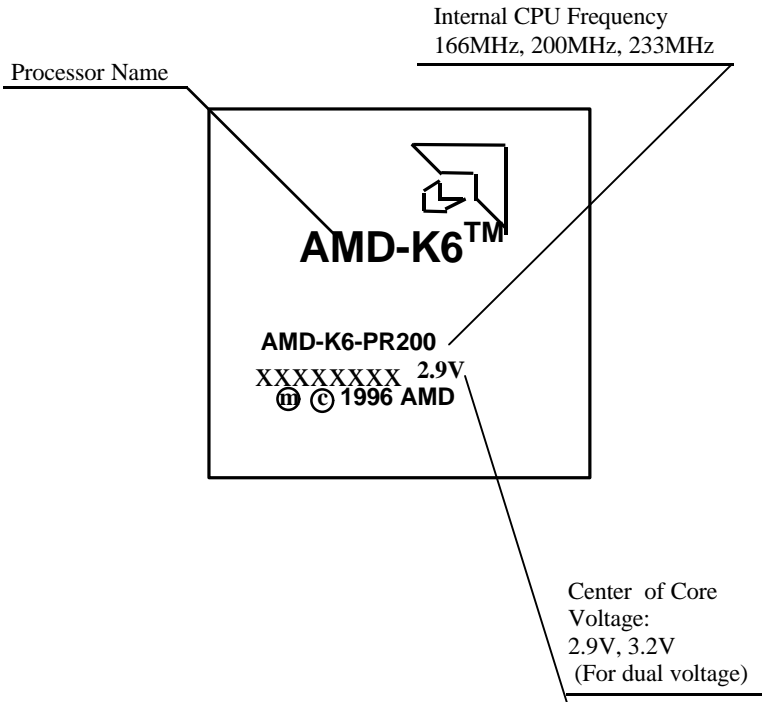 Internal CPU Frequency
166MHz, 200MHz, 233MHz
Processor Name
AMD-K6TM
AMD-K6-PR200
XXXXXXXX 2.9V
ⓜ ⓒ 1996 AMD
Center of Core
Voltage:
2.9V, 3.2V
(For dual voltage)